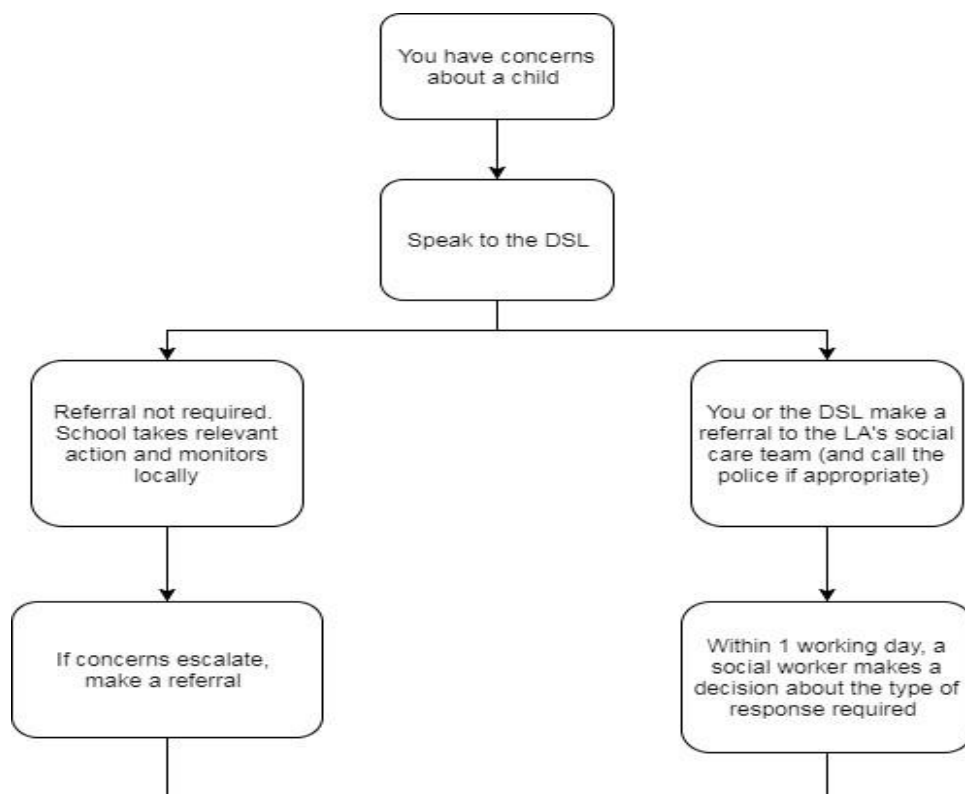 You have concerns
about a child
Speak to the DSL
Referral not required.
School takes relevant
action and monitors
locally
You or the DSL make a
referral to the LA's social
care team (and call the
police if appropriate)
If concerns escalate,
make a referral
Within 1 working day, a
social worker makes a
decision about the type of
response required